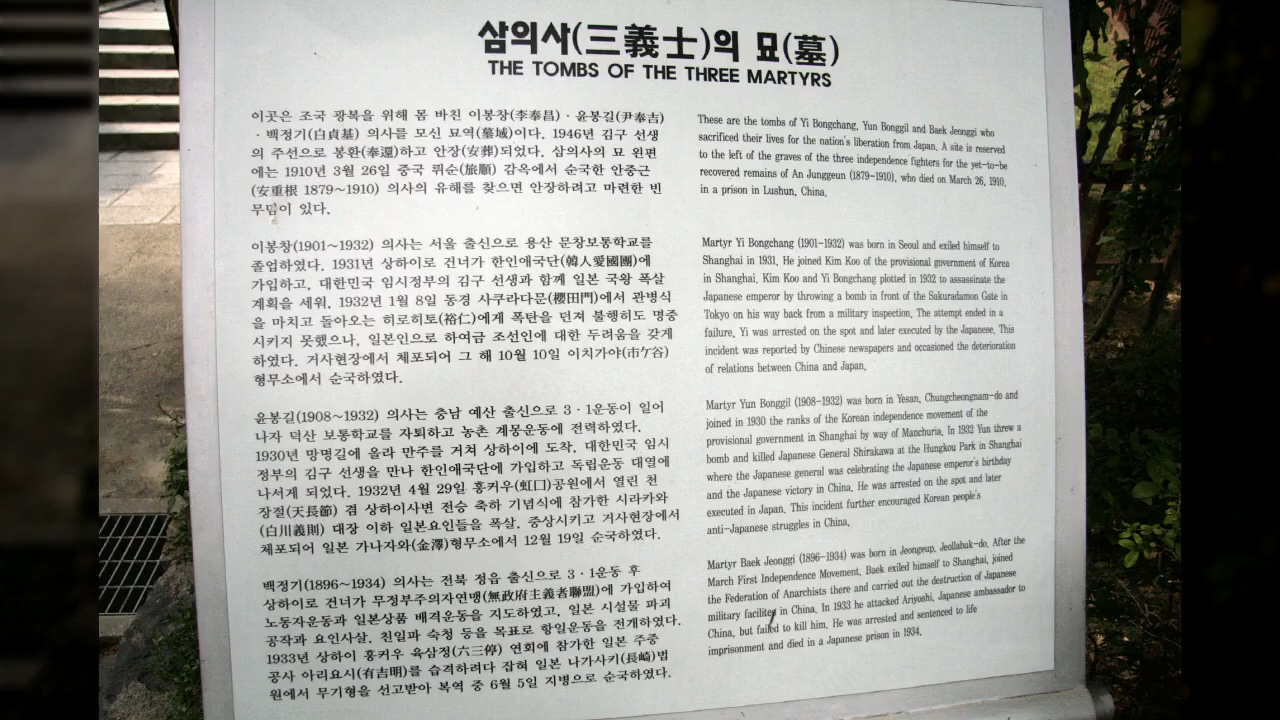 삼의사(三義士)의 묘(墓)
THE TOMBS OF THE THREE MARTYRS
이곳은 조국 광복을 위해 몸 바친 이봉창(李奉昌)·윤봉길(尹奉吉)
·백정기(白貞基) 의사를 모신 묘역(墓域)이다. 1946년 김구 선생
의 주선으로 봉환(奉還)하고 안장(安葬)되었다. 삼의사의 묘 왼편
에는 1910년 3월 26일 중국 뤼순(旅順) 감옥에서 순국한 안중근
(安重根 1879~1910) 의사의 유해를 찾으면 안장하려고 마련한 빈
무덤이 있다.
이봉창(1901~1932) 의사는 서울 출신으로 용산 문창보통학교를
졸업하였다. 1931년 상하이로 건너가 한인애국단(韓人愛國團)에
가입하고, 대한민국 임시정부의 김구 선생과 함께 일본 국왕 폭살
계획을 세워, 1932년 1월 8일 동경 사쿠라다문(櫻田門)에서 관병식
을 마치고 돌아오는 히로히토(裕仁)에게 폭탄을 던져 불행히도 명중
시키지 못했으나, 일본인으로 하여금 조선인에 대한 두려움을 갖게
하였다. 거사현장에서 체포되어 그 해 10월 10일 이치가야(市ケ谷)
형무소에서 순국하였다.
윤봉길(1908~1932) 의사는 충남 예산 출신으로 3·1운동이 일어
나자 덕산 보통학교를 자퇴하고 농촌 계몽운동에 전력하였다.
1930년 망명길에 올라 만주를 거쳐 상하이에 도착, 대한민국 임시
정부의 김구 선생을 만나 한인애국단에 가입하고 독립운동 대열에
나서게 되었다. 1932년 4월 29일 홍커우(虹口)공원에서 열린 천
장절(天長節) 겸 상하이사변 전승 축하 기념식에 참가한 시라카와
(白川義則) 대장 이하 일본요인들을 폭살, 중상시키고 거사현장에서
체포되어 일본 가나자와(金澤)형무소에서 12월 19일 순국하였다.
백정기(1896~1934) 의사는 전북 정읍 출신으로 3·1운동 후
상하이로 건너가 무정부주의자연맹(無政府主義者聯盟)에 가입하여
노동자운동과 일본상품 배격운동을 지도하였고, 일본 시설물 파괴
공작과 요인사살, 친일파 숙청 등을 목표로 항일운동을 전개하였다.
1933년 상하이 홍커우 육삼정(六三停) 연회에 참가한 일본 주중
공사 아리요시(有吉明)를 습격하려다 잡혀 일본 나가사키(長崎)법
원에서 무기형을 선고받아 복역 중 6월 5일 지병으로 순국하였다.
These are the tombs of Yi Bongchang, Yun Bonggil and Baek Jeonggi who
sacrificed their lives for the nation's liberation from Japan. A site is reserved
to the left of the graves of the three independence fighters for the yet-to-be
recovered remains of An Junggeun (1879-1910), who died on March 26, 1910,
in a prison in Lushun, China.
Martyr Yi Bongchang (1901-1932) was born in Seoul and exiled himself to
Shanghai in 1931. He joined Kim Koo of the provisional government of Korea
in Shanghai. Kim Koo and Yi Bongchang plotted in 1932 to assassinate the
Japanese emperor by throwing a bomb in front of the Sakuradamon Gate in
Tokyo on his way back from a military inspection. The attempt ended in a
failure. Yi was arrested on the spot and later executed by the Japanese. This
incident was reported by Chinese newspapers and occasioned the deterioration
of relations between China and Japan.
Martyr Yun Bonggil (1908-1932) was born in Yesan, Chungcheongnam-do and
joined in 1930 the ranks of the Korean independence movement of the
provisional government in Shanghai by way of Manchuria. In 1932 Yun threw a
bomb and killed Japanese General Shirakawa at the Hungkou Park in Shanghai
where the Japanese general was celebrating the Japanese emperor's birthday
and the Japanese victory in China. He was arrested on the spot and later
executed in Japan. This incident further encouraged Korean people's
anti-Japanese struggles in China.
Martyr Baek Jeonggi (1896-1934) was born in Jeongeup, Jeollabuk-do. After the
March First Independence Movement, Baek exiled himself to Shanghai, joined
the Federation of Anarchists there and carried out the destruction of Japanese
military facilites in China. In 1933 he attacked Ariyoshi, Japanese ambassador to
China, but failed to kill him. He was arrested and sentenced to life
imprisonment and died in a Japanese prison in 1934.